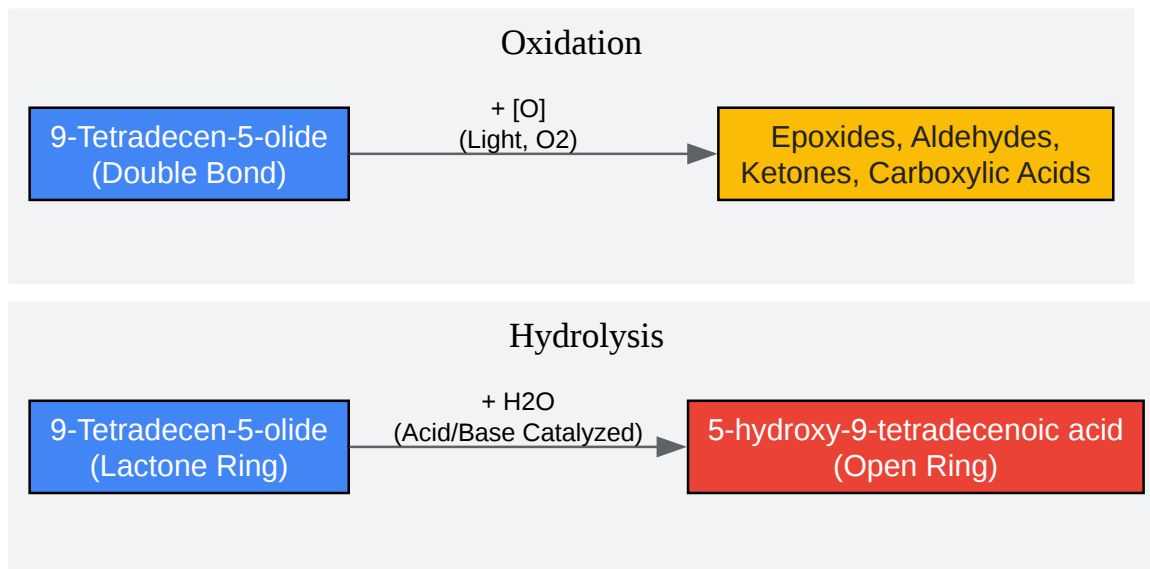 Oxidation
+ [O]
(Light, O2)
9-Tetradecen-5-olide
(Double Bond)
Epoxides, Aldehydes,
Ketones, Carboxylic Acids
Hydrolysis
+ H2O
(Acid/Base Catalyzed)
9-Tetradecen-5-olide
(Lactone Ring)
5-hydroxy-9-tetradecenoic acid
(Open Ring)